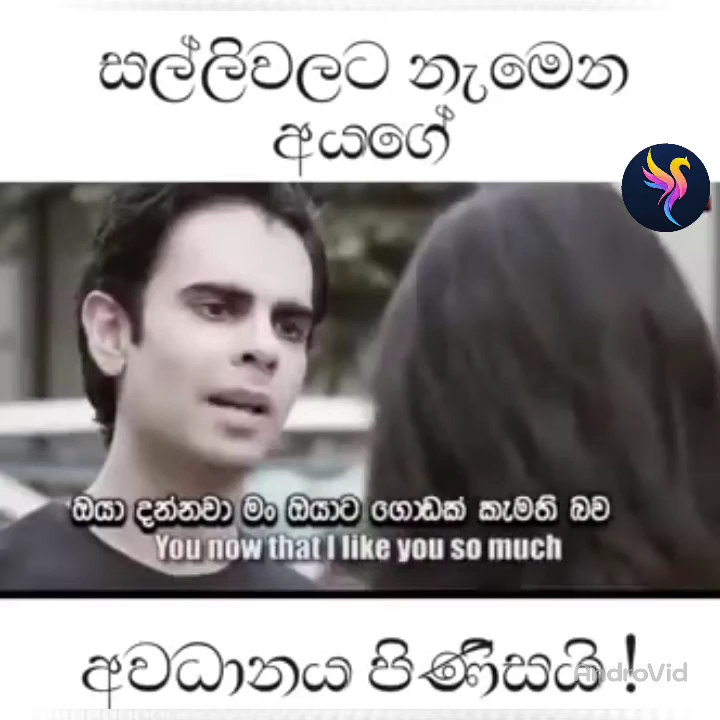 සල්ලිවලට නැමෙන
අයගේ
ඔයා දන්නවා මං ඔයාට ගොඩක් කැමති බව
You now that I like you so much
අවධානය පිණිසයි !
AndroVid